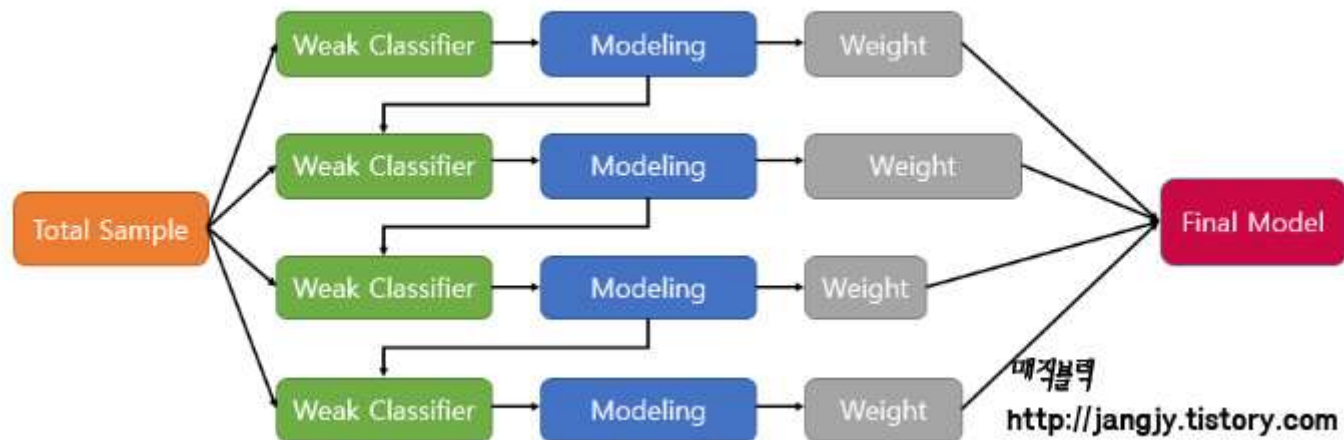 Weak Classifier
Modeling
Weight
Weak Classifier
Modeling
Weight
Total Sample
Final Model
Weak Classifier
Modeling
Weight
Weak Classifier
Modeling
Weight
매직블럭
http://jangjy.tistory.com